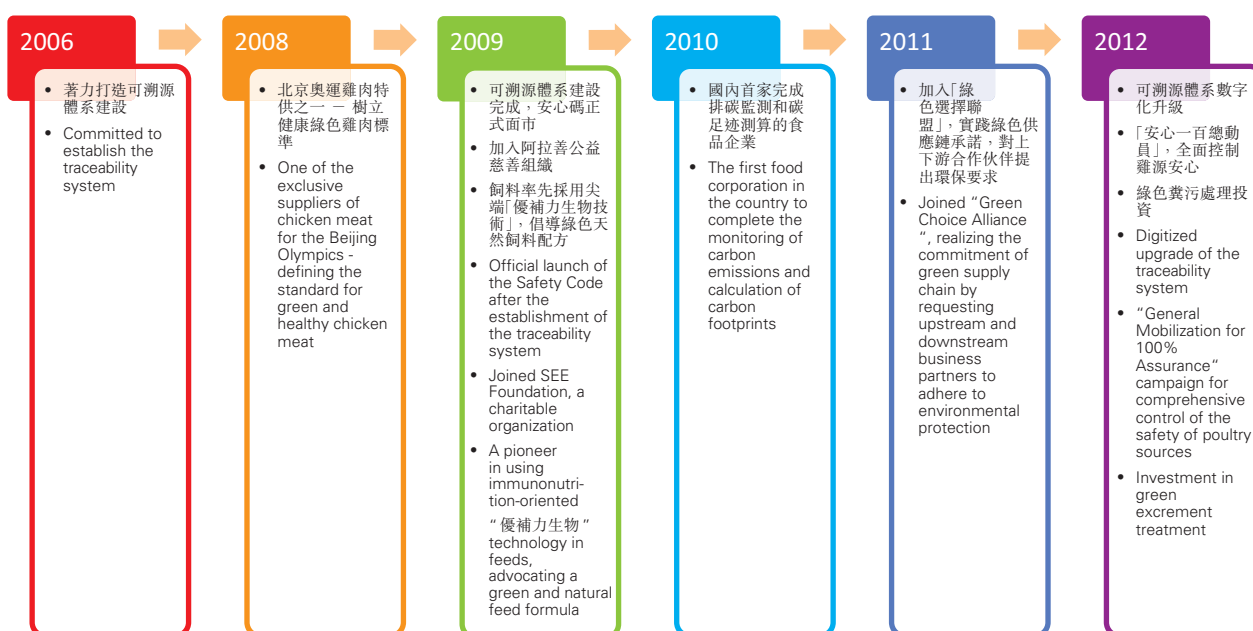 2006
著力打造可溯源
體系建設
Committed to
establish the
traceability
system
2008
北京奧運雞肉特
供之一 － 樹立
健康綠色雞肉標
準
One of the
exclusive
suppliers of
chicken meat
for the Beijing
Olympics -
defining the
standard for
green and
healthy chicken
meat
2009
可溯源體系建設
完成，安心碼正
式面市
加入阿拉善公益
慈善組織
飼料率先採用尖
端「優補力生物技
術」，倡導綠色天
然飼料配方
Official launch of
the Safety Code
after the
establishment of
the traceability
system
Joined SEE
Foundation, a
charitable
organization
A pioneer
in using
immunonutri-
tion-oriented
“優補力生物“
technology in
feeds,
advocating a
green and natural
feed formula
2010
國內首家完成
排碳監測和碳
足迹測算的食
品企業
The first food
corporation in
the country to
complete the
monitoring of
carbon
emissions and
calculation of
carbon
footprints
2011
加入「綠
色選擇聯
盟」，實踐綠色供
應鏈承諾，對上
下游合作伙伴提
出環保要求
Joined “Green
Choice Alliance
“, realizing the
commitment of
green supply
chain by
requesting
upstream and
downstream
business
partners to
adhere to
environmental
protection
2012
可溯源體系數字
化升級
「安心一百總動
員」，全面控制
雞源安心
綠色糞污處理投
資
Digitized
upgrade of the
traceability
system
“General
Mobilization for
100%
Assurance“
campaign for
comprehensive
control of the
safety of poultry
sources
Investment in
green
excrement
treatment